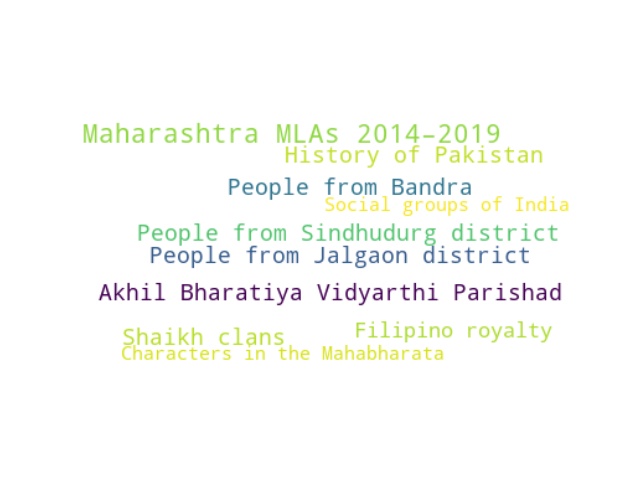 Maharashtra MLAs 2014–2019
History of Pakistan
People from Bandra
Social groups of India
People from Sindhudurg district
People from Jalgaon district
Akhil Bharatiya Vidyarthi Parishad
Filipino royalty
Shaikh clans
Characters in the Mahabharata